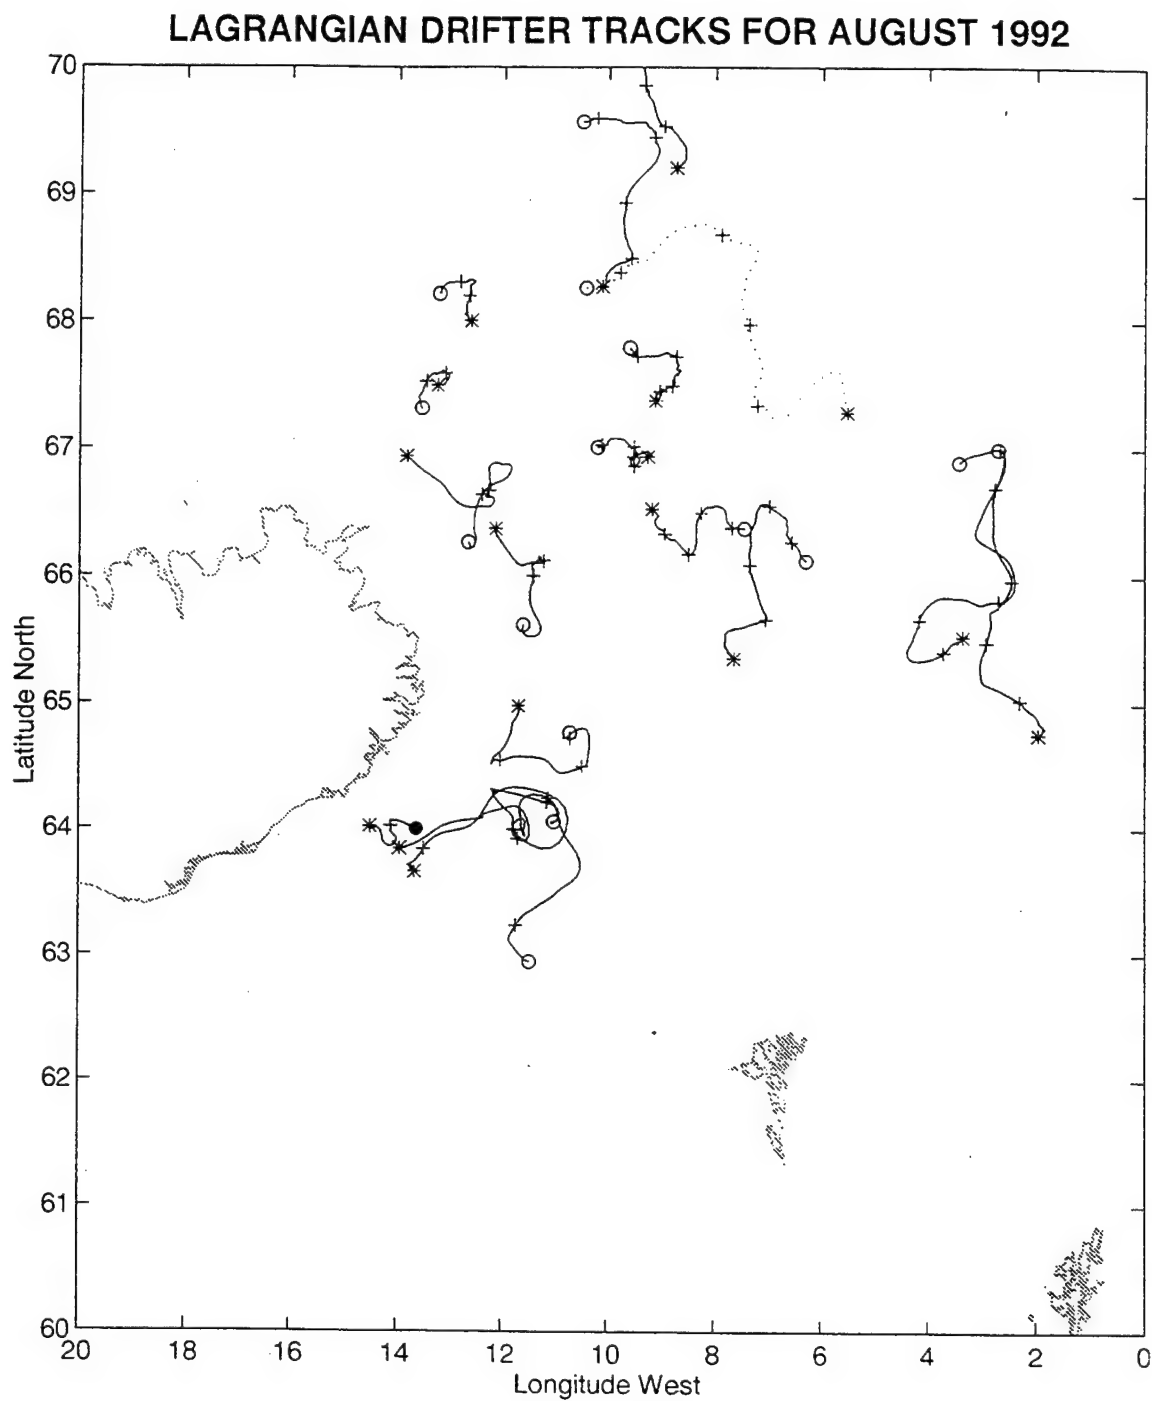 LAGRANGIAN DRIFTER TRACKS FOR AUGUST 1992
70
69
68
67
66
65
64
63
62
61
60
Latitude North
20 18 16 14 12 10 8 6 4 2 0
Longitude West